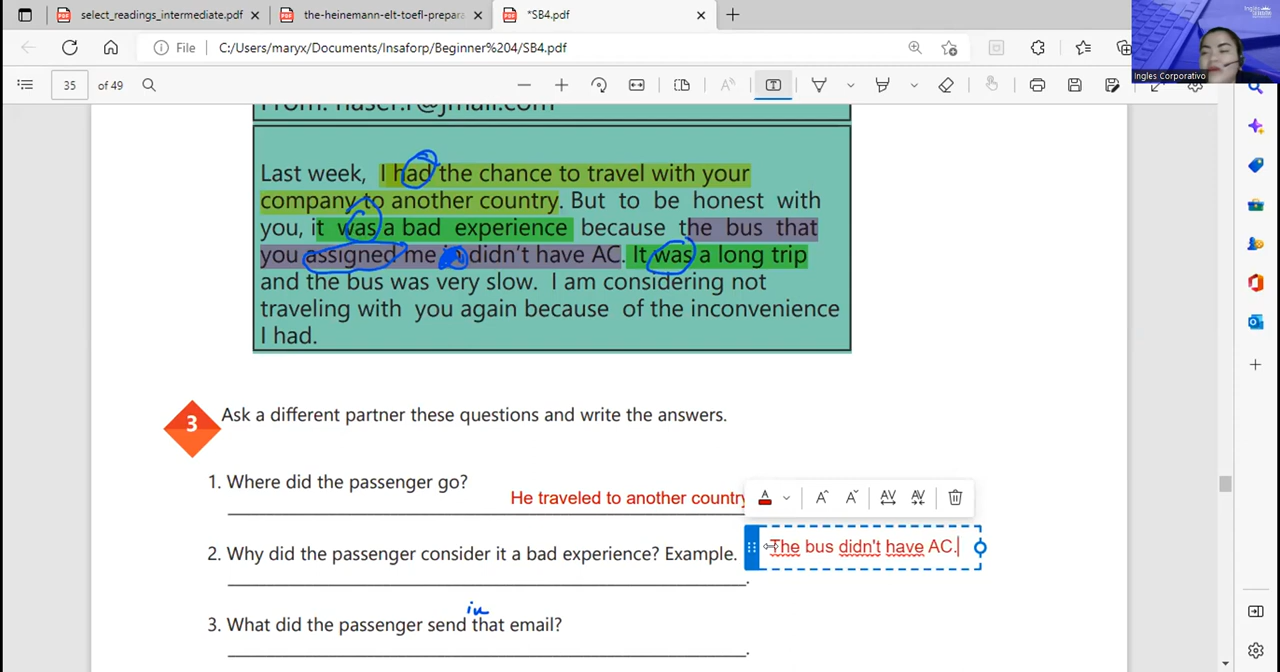 select_readings_intermediate.pdf
the-heinemann-elt-toefl-prepara
*SB4.pdf
File
C:/Users/maryx/Documents/Insaforp/Beginner%204/SB4.pdf
Ingles Corporativo
35
of 49
Last week, I had the chance to travel with your
company to another country. But to be honest with
you, it was a bad experience because the bus that
you assigned me in didn't have AC. It was a long trip
and the bus was very slow. I am considering not
traveling with you again because of the inconvenience
I had.
3
Ask a different partner these questions and write the answers.
1. Where did the passenger go?
He traveled to another country
2. Why did the passenger consider it a bad experience? Example.
The bus didn't have AC.
in
3. What did the passenger send that email?